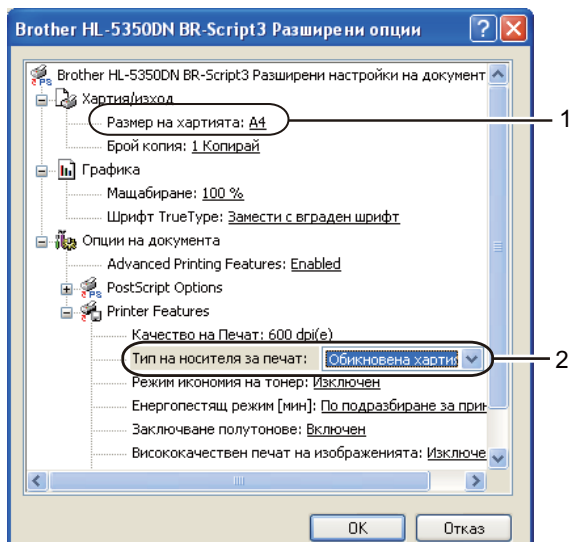 Brother HL-5350DN BR-Script3 Разширени опции
Brother HL-5350DN BR-Script3 Разширени настройки на документ
Хартия/изход
Размер на хартията: A4
1
Брой копия: 1 Копирай
Графика
Мащабиране: 100 %
Шрифт TrueType: Замести с вграден шрифт
Опции на документа
Advanced Printing Features: Enabled
PostScript Options
Printer Features
Качество на Печат: 600 dpi(e)
Тип на носителя за печат: Обикновена хартия
2
Режим икономия на тонер: Изключен
Енергопестящ режим [мин]: По подразбиране за прин
Заключване полутонове: Включен
Висококачествен печат на изображенията: Изключе
OK Отказ